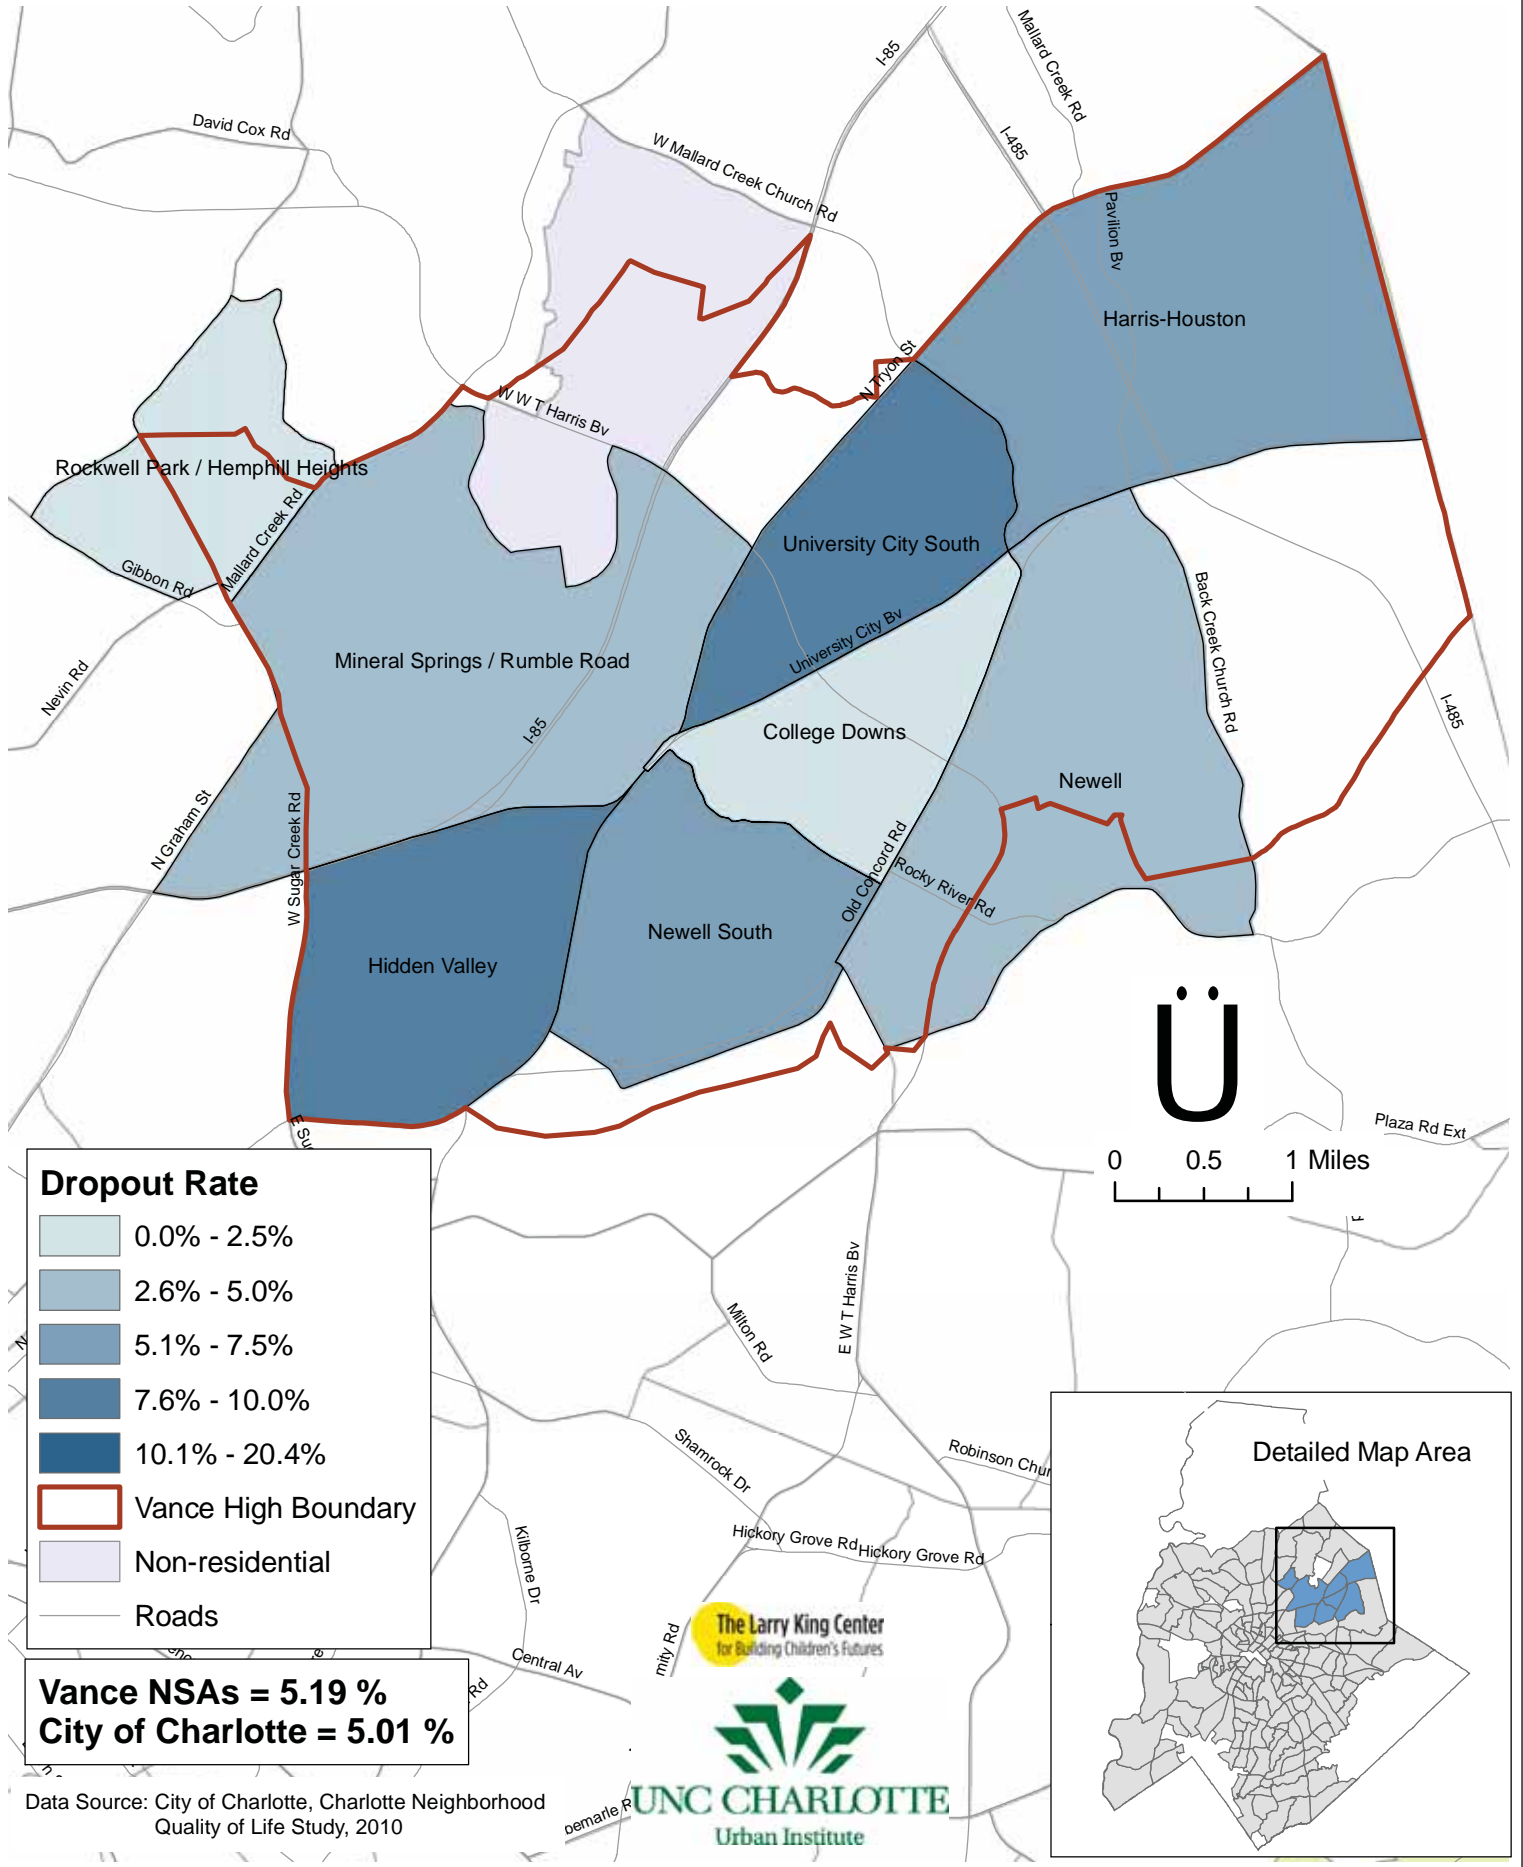 I-85
Mallard Creek Rd
David Cox Rd
W Mallard Creek Church Rd
I-485
Pavilion Bv
Harris-Houston
N Tryon St
W W T Harris Bv
Rockwell Park / Hemphill Heights
Mallard Creek Rd
Gibbon Rd
University City South
Back Creek Church Rd
University City Bv
Mineral Springs / Rumble Road
Nevin Rd
I-85
College Downs
I-485
Newell
N Graham St
W Sugar Creek Rd
Old Concord Rd
Rocky River Rd
Newell South
Hidden Valley
Ü
E Su
Plaza Rd Ext
0 0.5 1 Miles
Dropout Rate
0.0% - 2.5%
2.6% - 5.0%
5.1% - 7.5%
7.6% - 10.0%
10.1% - 20.4%
Vance High Boundary
Non-residential
Roads
E W T Harris Bv
Milton Rd
Shamrock Dr
Robinson Chur
Detailed Map Area
Kilborne Dr
Hickory Grove Rd
Hickory Grove Rd
The Larry King Center
for Building Children's Futures
mity Rd
Central Av
Rd
Vance NSAs = 5.19 %
City of Charlotte = 5.01 %
UNC CHARLOTTE
Urban Institute
Data Source: City of Charlotte, Charlotte Neighborhood
Quality of Life Study, 2010
bemarle R